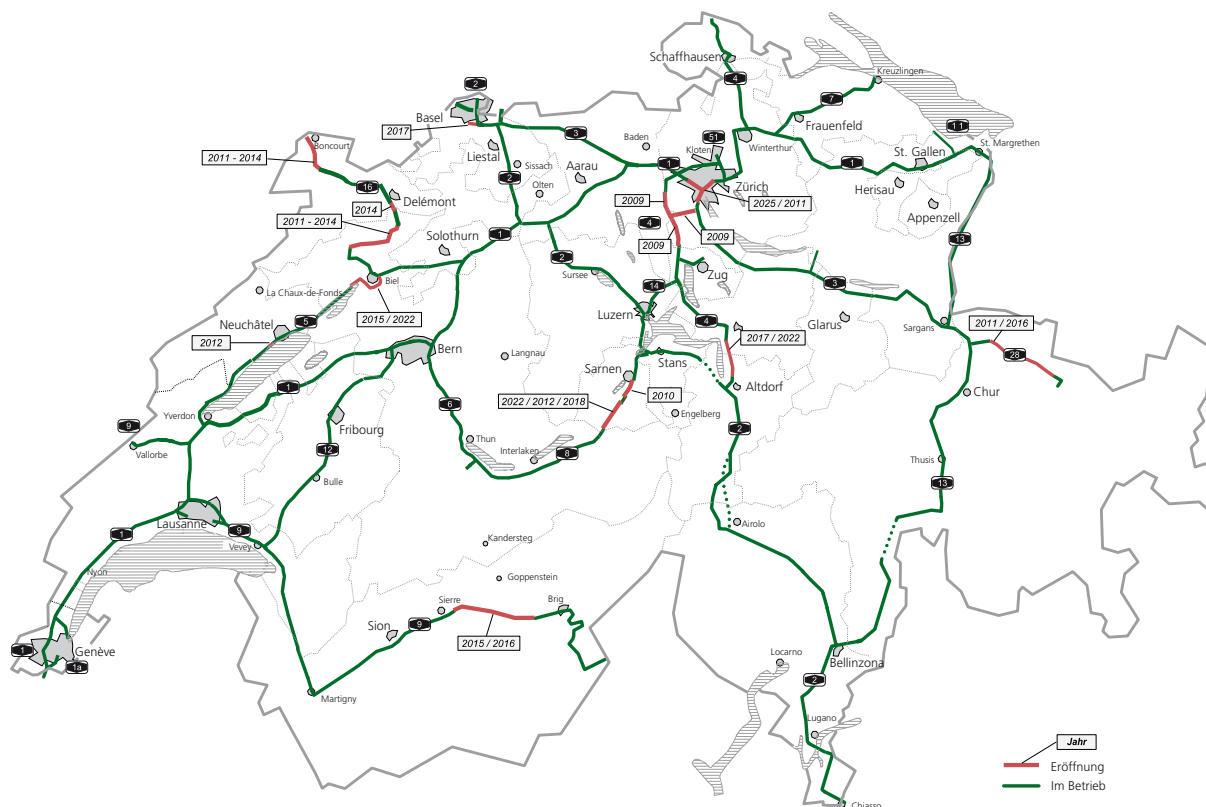 Schaffhausen
4
Kreuzlingen
7
2
Basel
2017
3
Baden
51
Kloten
Winterthur
Frauenfeld
11
St. Margrethen
Boncourt
2011 - 2014
Liestal
Sissach
Aarau
1
Zürich
1
St. Gallen
Herisau
16
Delémont
2
Olten
2009
2025 / 2011
Appenzell
2014
2011 - 2014
4
2009
2009
13
Solothurn
1
2
Sursee
Zug
La Chaux-de-Fonds
Biel
14
3
Luzern
2015 / 2022
4
Glarus
Sargans
2011 / 2016
Neuchâtel
5
2012
2017 / 2022
28
Bern
Langnau
Stans
Sarnen
Altdorf
Chur
1
2010
2022 / 2012 / 2018
Engelberg
6
Yverdon
9
Fribourg
2
Vallorbe
12
Thun
Interlaken
8
Thusis
Bulle
13
Lausanne
Airolo
1
9
Vevey
Kandersteg
Nyon
Goppenstein
Sierre
Brig
Sion
9
2015 / 2016
1
Genève
1a
Locarno
Bellinzona
2
Martigny
Lugano
Jahr
Eröffnung
Im Betrieb
Chiasso